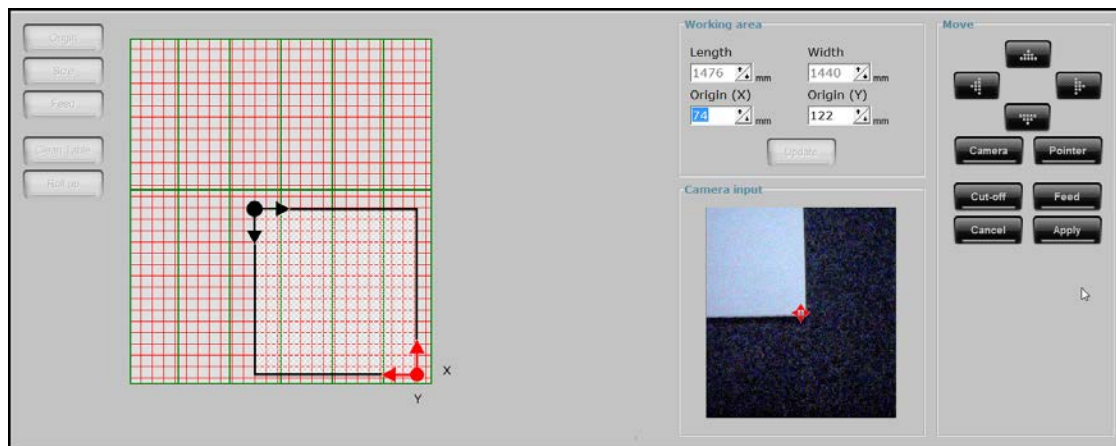 Origin
Size
Feed
Clean Table
Roll up
X
Y
Working area
Length Width
1476 mm 1440 mm
Origin (X) Origin (Y)
74 mm 122 mm
Update
Camera input
Move
Camera Pointer
Cut-off Feed
Cancel Apply